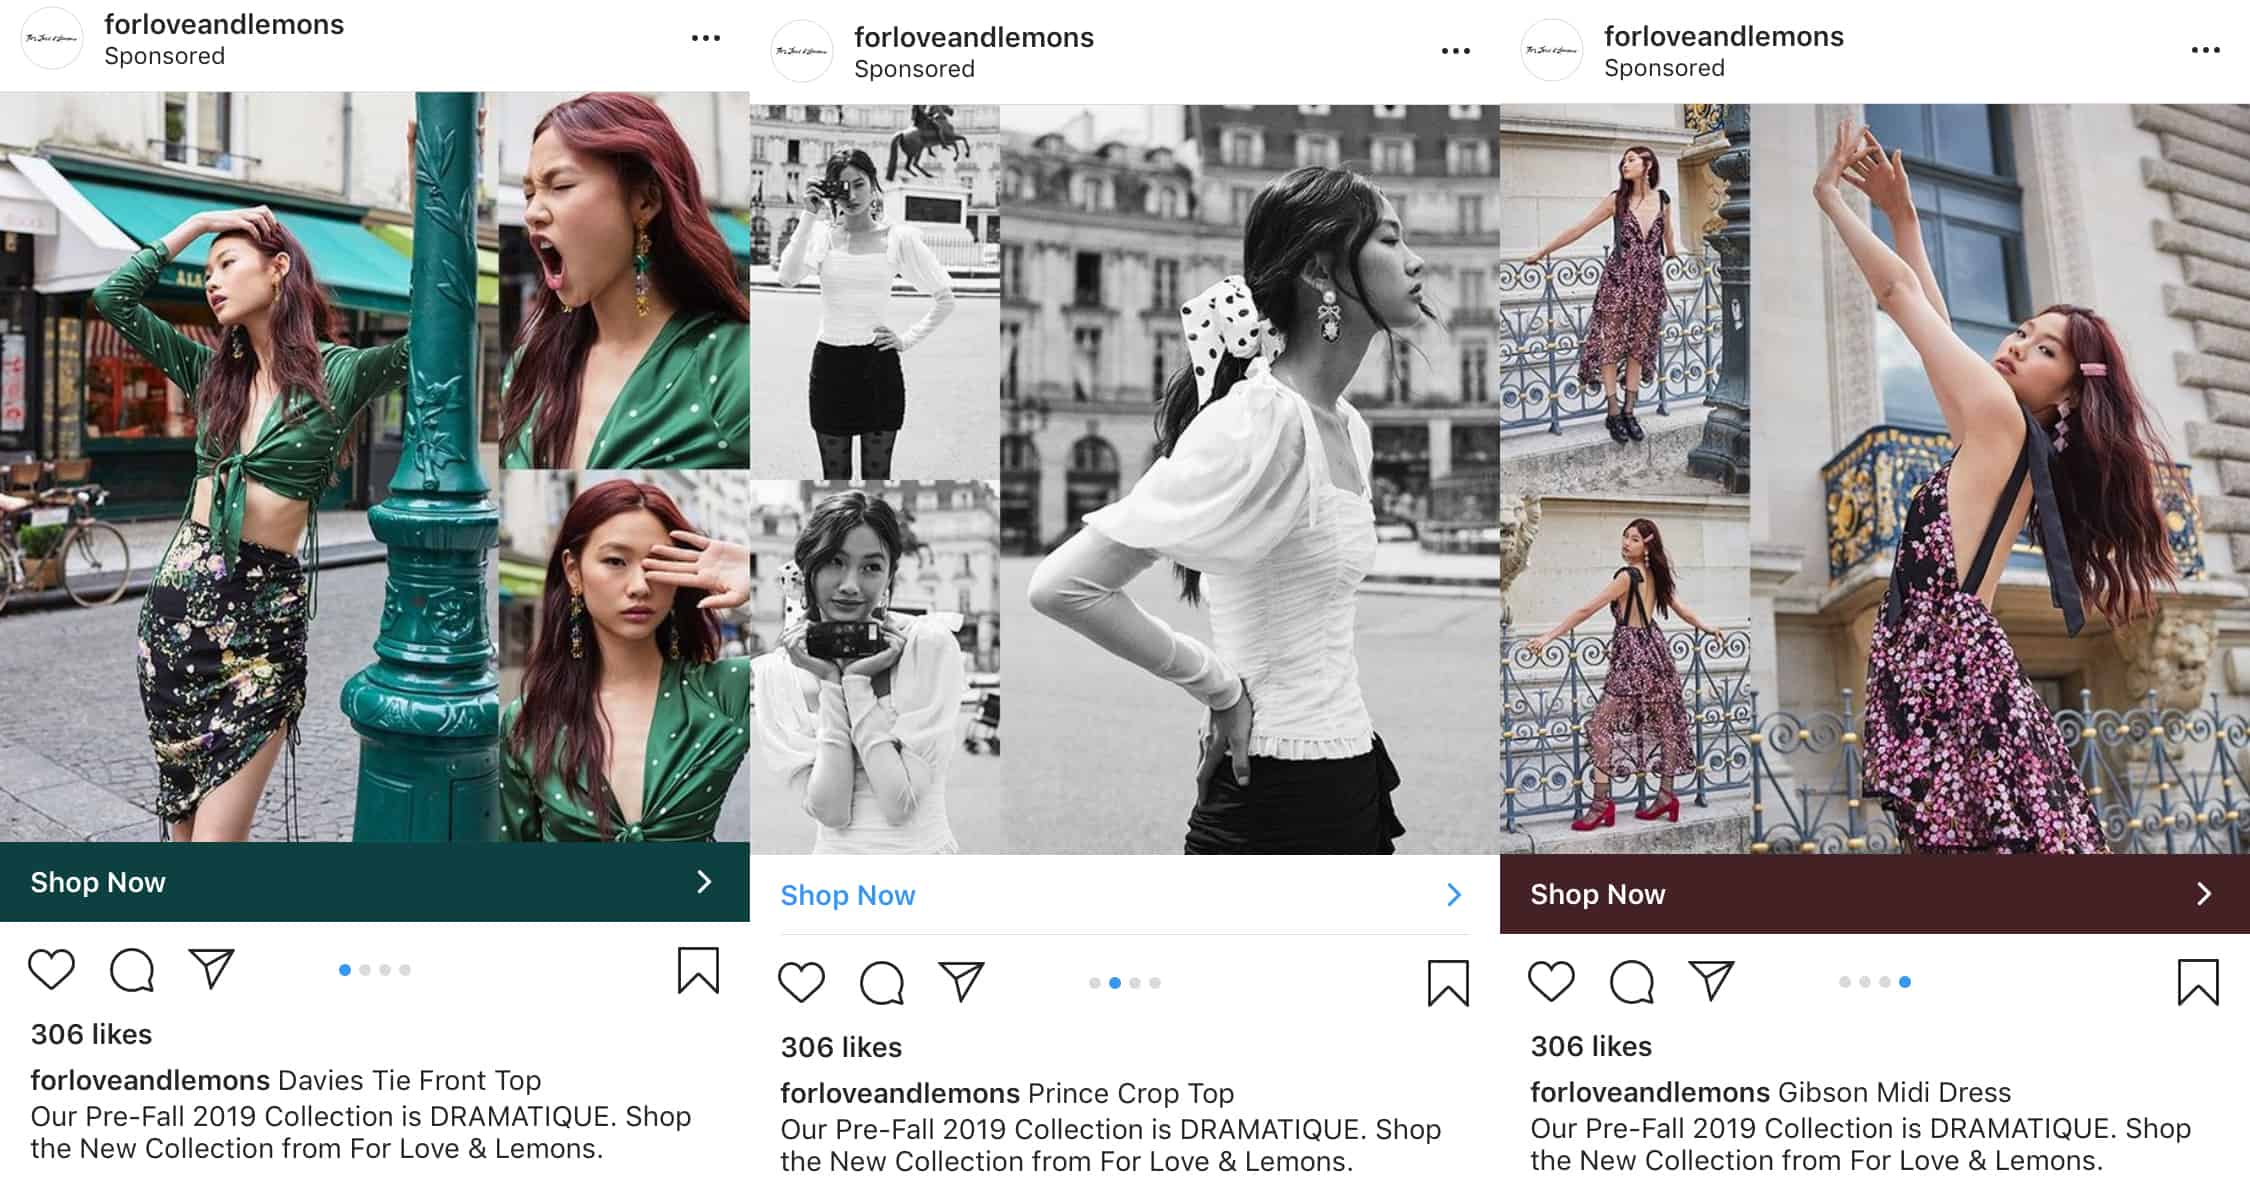 forloveandlemons
Sponsored
Shop Now
306 likes
forloveandlemons Davies Tie Front Top
Our Pre-Fall 2019 Collection is DRAMATIQUE. Shop
the New Collection from For Love & Lemons.
forloveandlemons
Sponsored
Shop Now
306 likes
forloveandlemons Prince Crop Top
Our Pre-Fall 2019 Collection is DRAMATIQUE. Shop
the New Collection from For Love & Lemons.
forloveandlemons
Sponsored
Shop Now
306 likes
forloveandlemons Gibson Midi Dress
Our Pre-Fall 2019 Collection is DRAMATIQUE. Shop
the New Collection from For Love & Lemons.